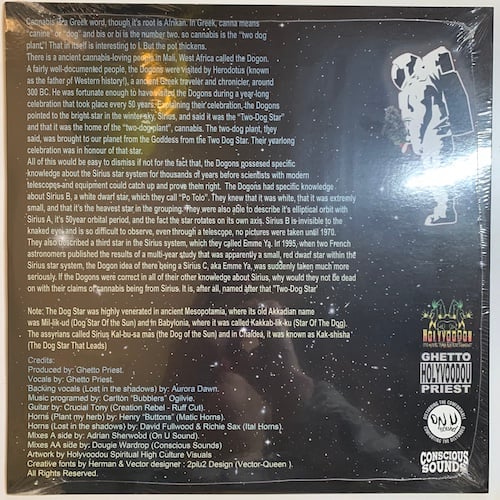 Cannabis is a Greek word, though it's root is Afrikan. In Greek, canna means
"canine" or "dog" and bis or bi is the number two. so cannabis is the "two dog
plant,! That in itself is interesting to I. But the pot thickens.
There is a ancient cannabis-loving people in Mali, West Africa called the Dogon.
A fairly well-documented people, the Dogons were visited by Herodotus (known
as the father of Western history!), a ancient Greek traveler and chronicler, around
300 BC. He was fortunate enough to have visited the Dogons during a year-long
celebration that took place every 50 years. Explaining their celebration, the Dogons
pointed to the bright star in the winter sky, Sirius, and said it was the "Two-Dog Star"
and that it was the home of the "two-dog plant", cannabis. The two-dog plant, they
said, was brought to our planet from the Goddess from the Two Dog Star. Their yearlong
celebration was in honour of that star.
All of this would be easy to dismiss if not for the fact that, the Dogons possesed specific
knowledge about the Sirius star system for thousands of years before scientists with modern
telescopes and equipment could catch up and prove them right. The Dogons had specific knowledge
about Sirius B, a white dwarf star, which they call "Po Tolo". They knew that it was white, that it was extremely
small, and that it's the heavest star in the grouping. They were also able to describe it's elliptical orbit with
Sirius A, it's 50year orbital period, and the fact the star rotates on its own axis. Sirius B is invisible to the
knaked eye and is so difficult to observe, even through a telescope, no pictures were taken until 1970.
They also described a third star in the Sirius system, which they called Emme Ya. In 1995, when two French
astronomers published the results of a multi-year study that was apparently a small, red dwarf star within the
Sirius star system, the Dogon idea of there being a Sirius C, aka Emme Ya, was suddenly taken much more
seriously. If the Dogons were correct in all of their other knowledge about Sirius, why would they not be dead
on with their claims of cannabis being from Sirius. It is, after all, named after that "Two-Dog Star'
Note: The Dog Star was highly venerated in ancient Mesopotamia, where its old Akkadian name
was Mil-lik-ud (Dog Star Of the Sun) and in Babylonia, where it was called Kakkab-lik-ku (Star Of The Dog).
The assyrians called Sirius Kal-bu-sa mas (the Dog of the Sun) and in Chaldea, it was known as Kak-shisha
(The Dog Star That Leads)
Credits:
Produced by: Ghetto Priest.
Vocals by: Ghetto Priest.
Backing vocals (Lost in the shadows) by: Aurora Dawn.
Music programed by: Carlton "Bubblers" Ogilvie.
Guitar by: Crucial Tony (Creation Rebel - Ruff Cut).
Horns (Plant my herb) by: Henry "Buttons" (Matic Horns).
Horns (Lost in the shadows) by: David Fullwood & Richie Sax (Ital Horns).
Mixes A side by: Adrian Sherwood (On U Sound).
Mixes AA side by: Dougie Wardrop (Conscious Sounds)
Artwork by Holyvoodou Spiritual High Culture Visuals
Creative fonts by Herman & Vector designer : 2piu2 Design (Vector-Queen ).
All Rights Reserved.
HOLYVOODOU
GHETTO
HOLYVOODOU
PRIEST
ON U
SOUND
CONSCIOUS
SOUNDS